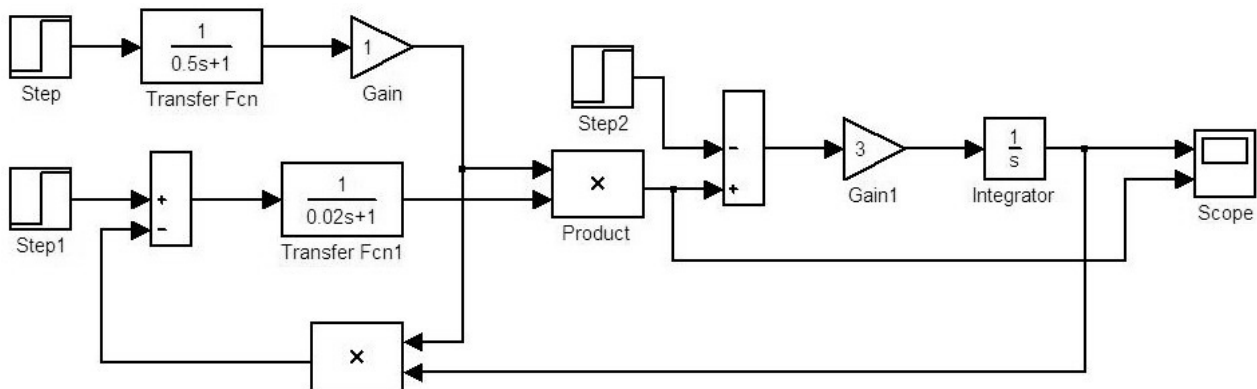 1
0.5s+1
1
Step
Transfer Fcn
Gain
Step2
-
+
3
1
s
Gain1
Integrator
Scope
+
-
1
0.02s+1
×
Step1
Transfer Fcn1
Product
×